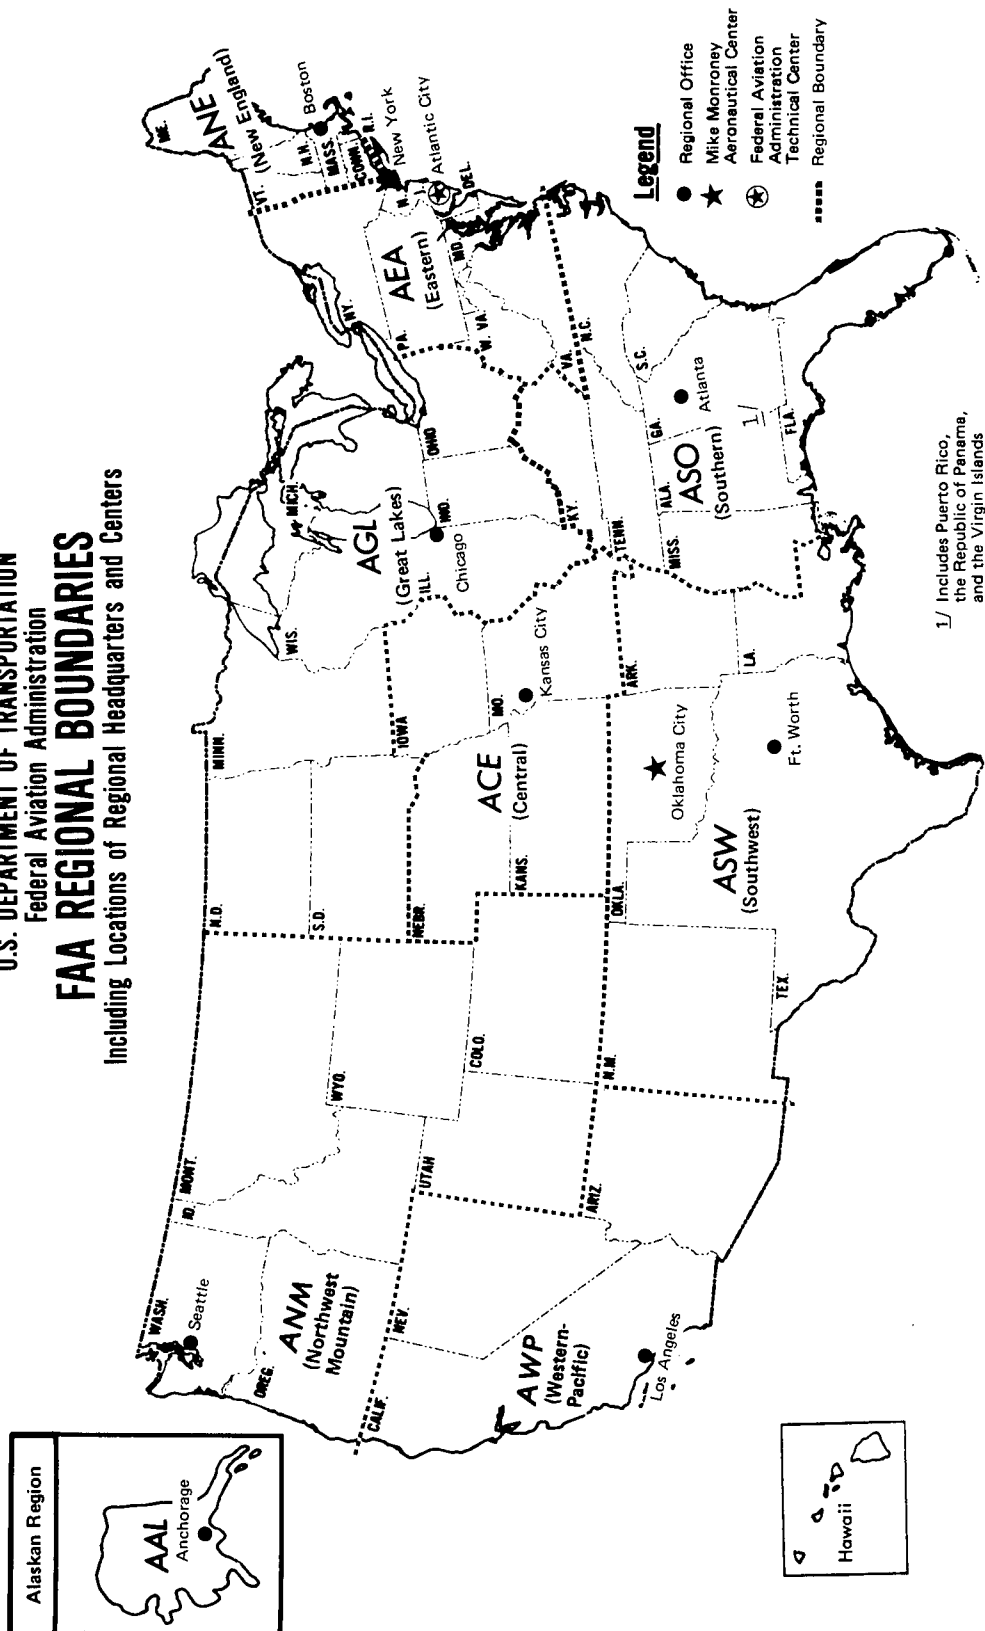 U.S. DEPARTMENT OF TRANSPORTATION
Federal Aviation Administration
FAA REGIONAL BOUNDARIES
Including Locations of Regional Headquarters and Centers
Alaskan Region
AAL
Anchorage
Hawaii
WASH.
Seattle
OREG.
ID.
MONT.
ANM
(Northwest
Mountain)
CALIF.
NEV.
UTAH
WYO.
COLO.
AWP
(Western-
Pacific)
Los Angeles
ARIZ.
N.M.
N.D.
S.D.
NEBR.
KANS.
ACE
(Central)
MINN.
IOWA
MO.
Kansas City
OKLA.
Oklahoma City
ASW
(Southwest)
Ft. Worth
TEX.
ARK.
LA.
WIS.
MICH.
AGL
(Great Lakes)
ILL.
Chicago
IND.
OHIO
KY.
TENN.
MISS.
ALA.
ASO
(Southern)
GA.
Atlanta
1/
FLA.
S.C.
N.C.
VA.
W. VA.
PA.
N.Y.
AEA
(Eastern)
MD.
DEL.
N.J.
Atlantic City
New York
VT.
ME.
ANE
(New England)
N.H.
MASS.
CONN.
R.I.
Boston
Legend
Regional Office
Mike Monroney
Aeronautical Center
Federal Aviation
Administration
Technical Center
Regional Boundary
1/ Includes Puerto Rico,
the Republic of Panama,
and the Virgin Islands